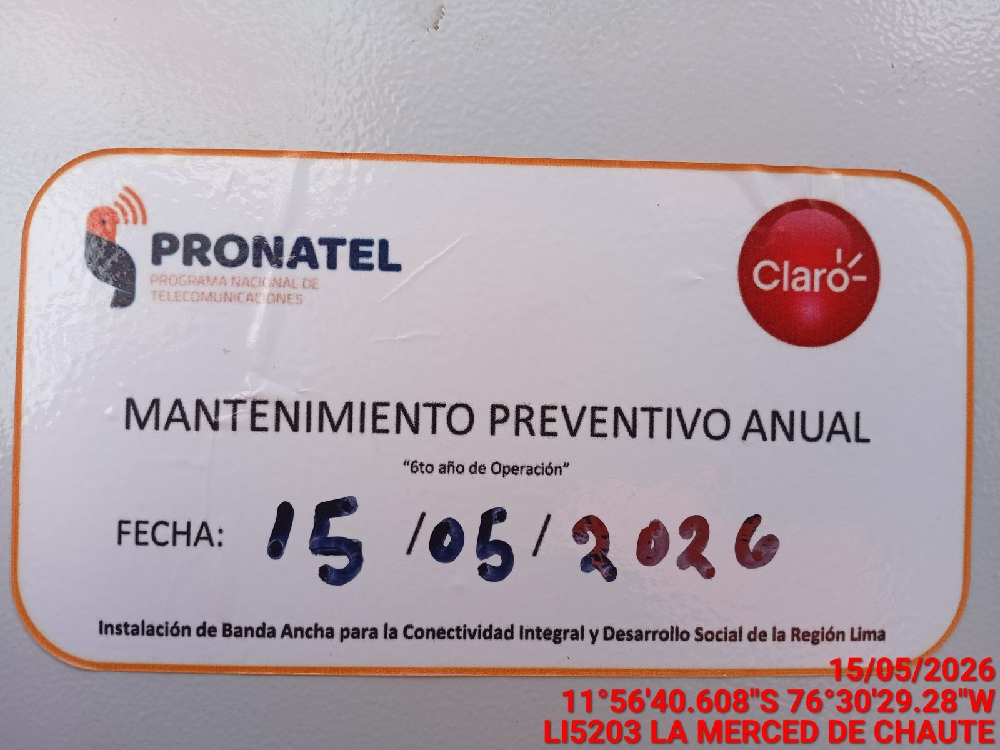 PRONATEL
PROGRAMA NACIONAL DE
TELECOMUNICACIONES
Claro
MANTENIMIENTO PREVENTIVO ANUAL
“6to año de Operación”
FECHA: 15/05/2026
Instalación de Banda Ancha para la Conectividad Integral y Desarrollo Social de la Región Lima
15/05/2026
11°56'40.608"S 76°30'29.28"W
LI5203 LA MERCED DE CHAUTE